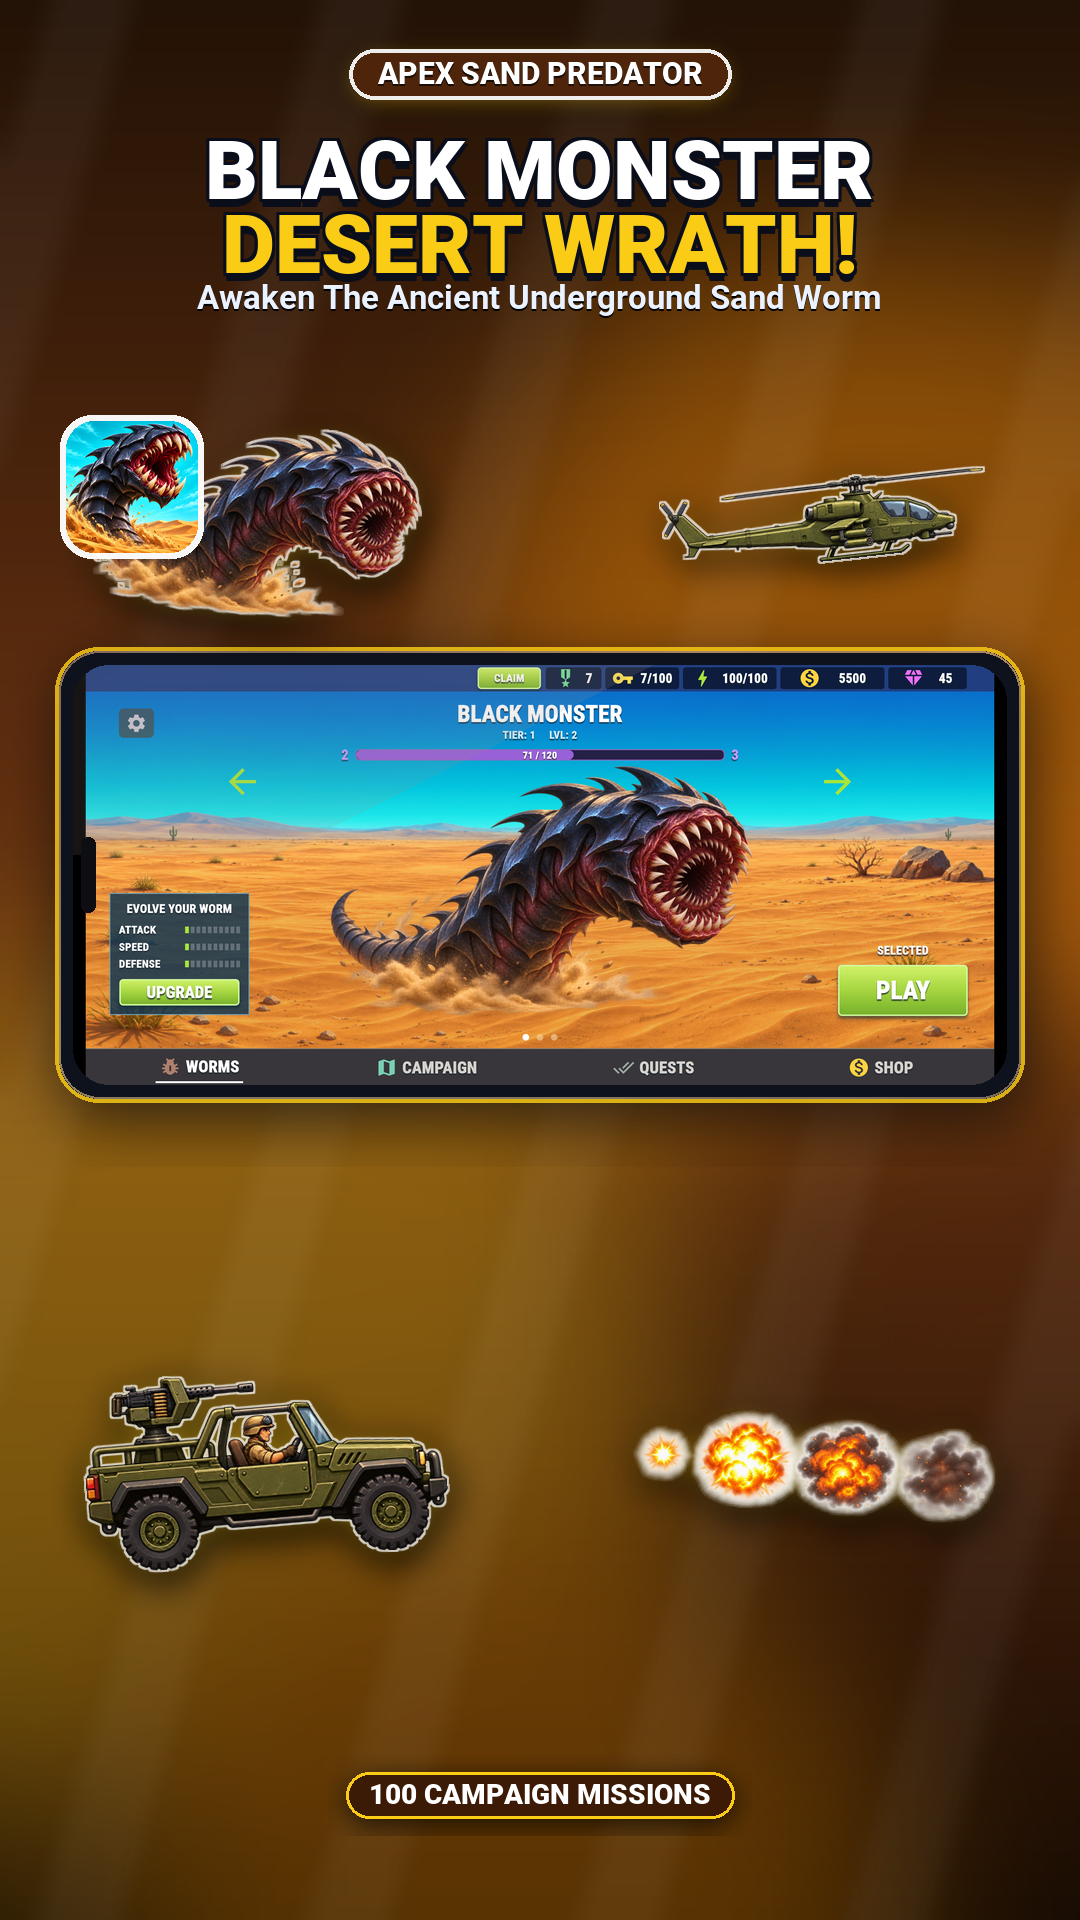 APEX SAND PREDATOR
BLACK MONSTER
DESERT WRATH!
Awaken The Ancient Underground Sand Worm
CLAIM 7 7/100 100/100 5500 45
BLACK MONSTER
TIER: 1 LVL: 2
2 71 / 120 3
EVOLVE YOUR WORM
ATTACK
SPEED
DEFENSE
UPGRADE
SELECTED
PLAY
WORMS CAMPAIGN QUESTS SHOP
100 CAMPAIGN MISSIONS